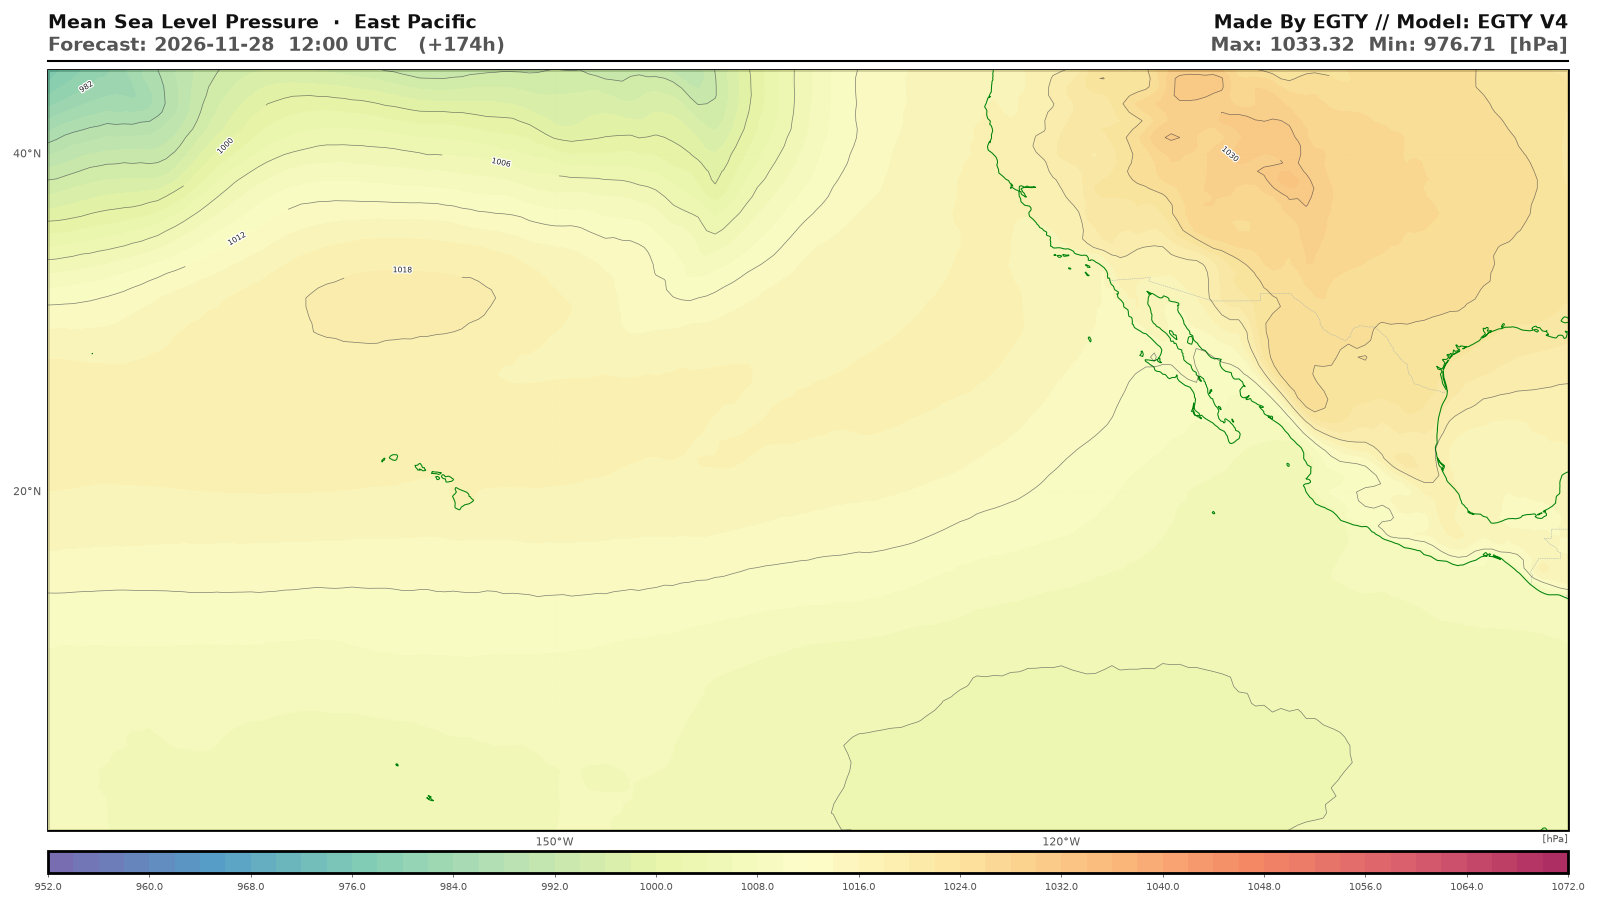 Mean Sea Level Pressure · East Pacific
Made By EGTY // Model: EGTY V4
Forecast: 2026-11-28 12:00 UTC (+174h)
Max: 1033.32 Min: 976.71 [hPa]
982
1000
1006
1030
1012
1018
40°N
20°N
150°W
120°W
[hPa]
952.0
960.0
968.0
976.0
984.0
992.0
1000.0
1008.0
1016.0
1024.0
1032.0
1040.0
1048.0
1056.0
1064.0
1072.0